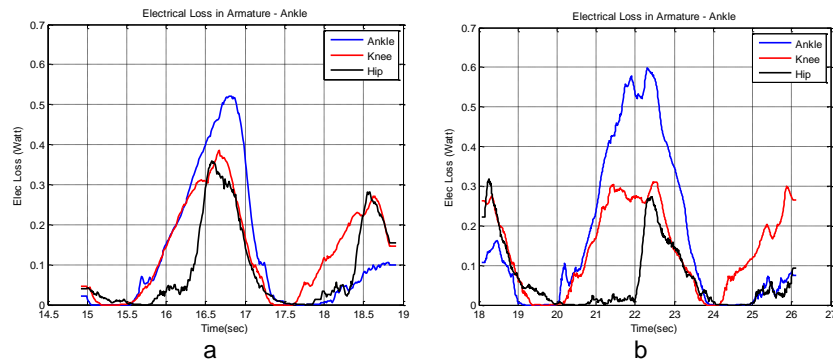 Electrical Loss in Armature - Ankle
0.7
0.6
0.5
0.4
0.3
0.2
0.1
0
Elec Loss (Watt)
Ankle
Knee
Hip
14.5 15 15.5 16 16.5 17 17.5 18 18.5 19
Time(sec)
a
Electrical Loss in Armature - Ankle
0.7
0.6
0.5
0.4
0.3
0.2
0.1
0
Elec Loss (Watt)
Ankle
Knee
Hip
18 19 20 21 22 23 24 25 26 27
Time(sec)
b